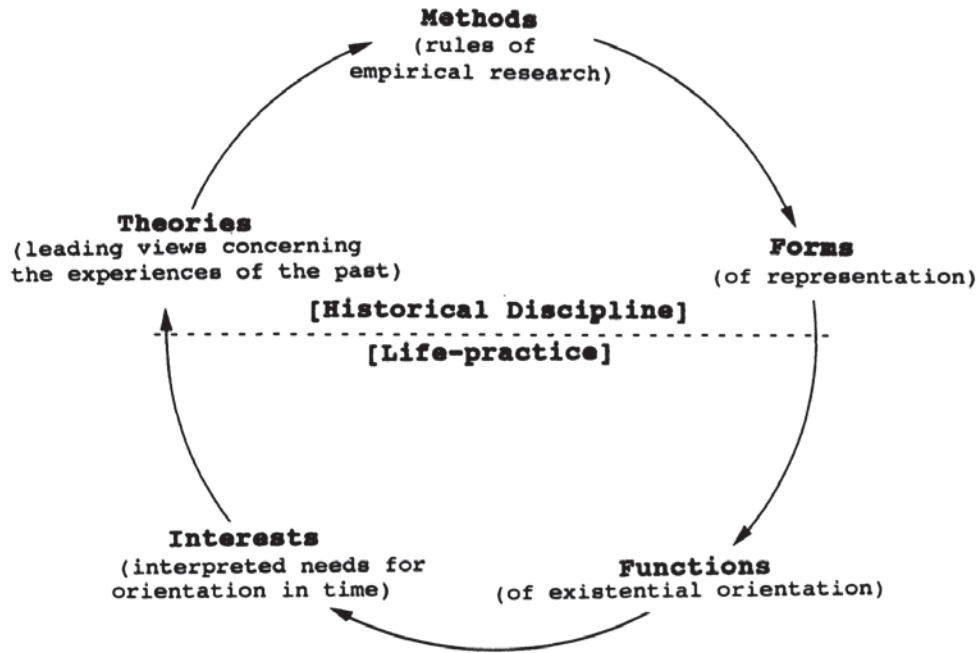 Methods
(rules of
empirical research)
Theories
(leading views concerning
the experiences of the past)
Forms
(of representation)
[Historical Discipline]
[Life-practice]
Interests
(interpreted needs for
orientation in time)
Functions
(of existential orientation)